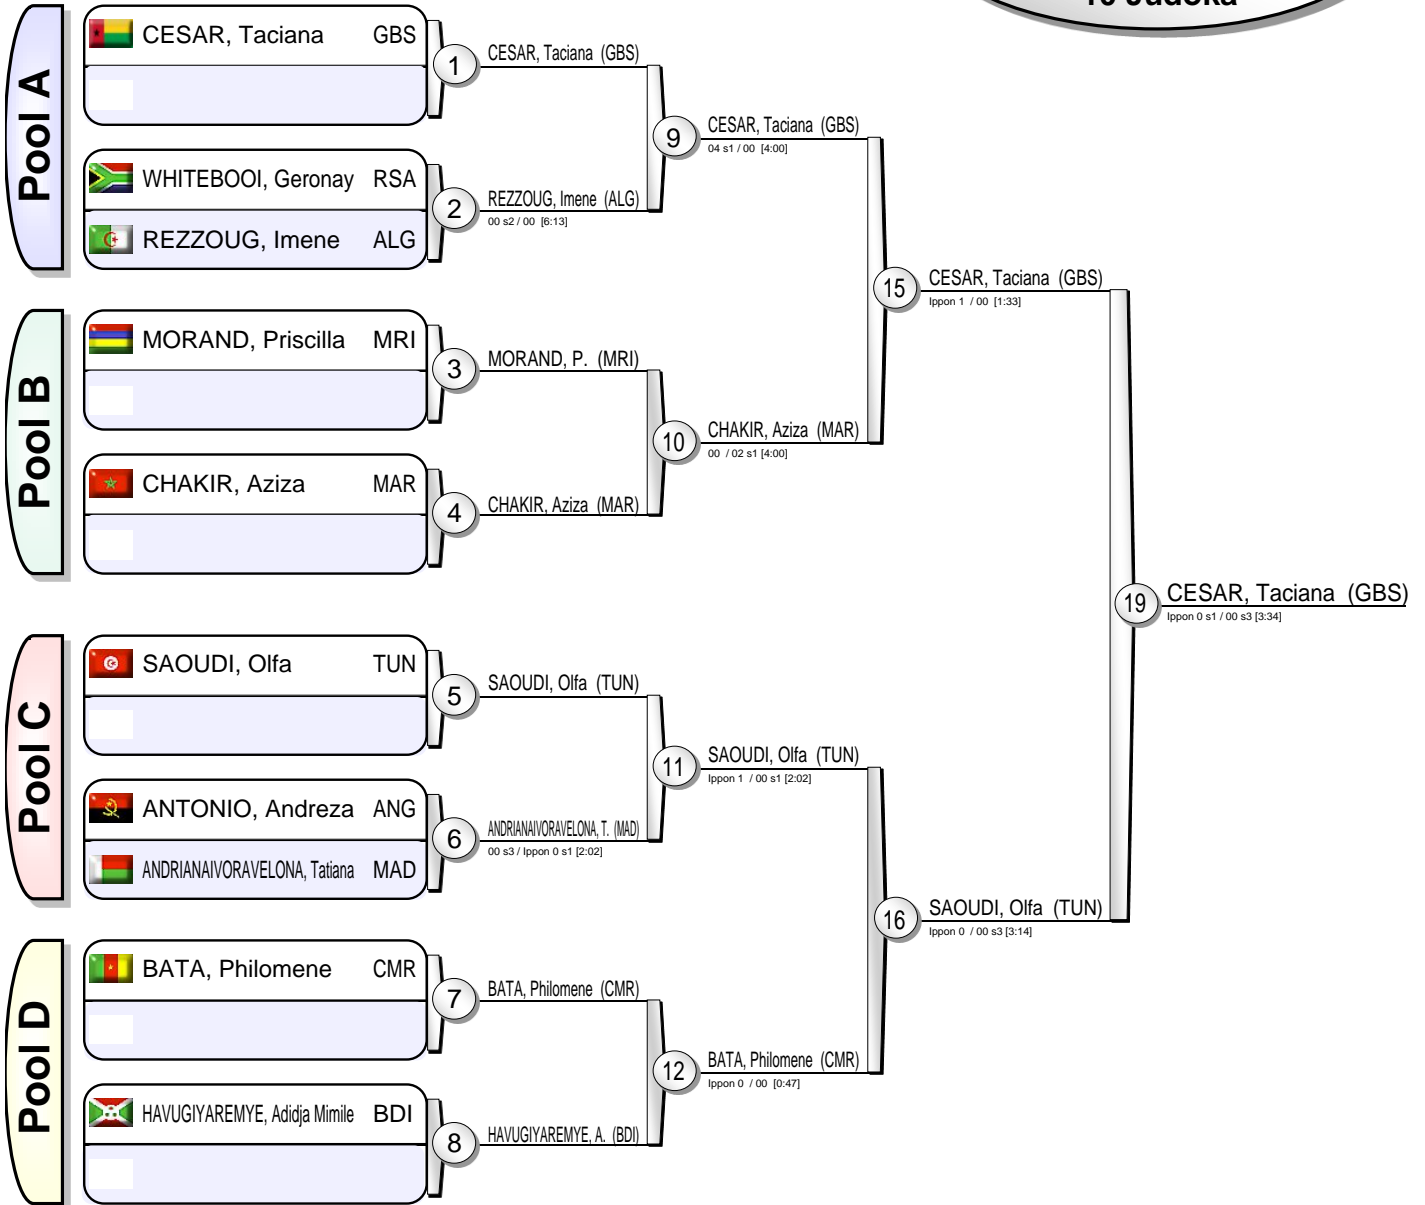 10 Judoka
Pool A
CESAR, Taciana GBS
WHITEBOOI, Geronay RSA
REZZOUG, Imene ALG
Pool B
MORAND, Priscilla MRI
CHAKIR, Aziza MAR
Pool C
SAOUDI, Olfa TUN
ANTONIO, Andreza ANG
ANDRIANAIVORAVELONA, Tatiana MAD
Pool D
BATA, Philomene CMR
HAVUGIYAREMYE, Adidja Mimile BDI
1
CESAR, Taciana (GBS)
2
REZZOUG, Imene (ALG)
00 s2 / 00 [6:13]
3
MORAND, P. (MRI)
4
CHAKIR, Aziza (MAR)
5
SAOUDI, Olfa (TUN)
6
ANDRIANAIVORAVELONA, T. (MAD)
00 s3 / Ippon 0 s1 [2:02]
7
BATA, Philomene (CMR)
8
HAVUGIYAREMYE, A. (BDI)
9
CESAR, Taciana (GBS)
04 s1 / 00 [4:00]
10
CHAKIR, Aziza (MAR)
00 / 02 s1 [4:00]
11
SAOUDI, Olfa (TUN)
Ippon 1 / 00 s1 [2:02]
12
BATA, Philomene (CMR)
Ippon 0 / 00 [0:47]
15
CESAR, Taciana (GBS)
Ippon 1 / 00 [1:33]
16
SAOUDI, Olfa (TUN)
Ippon 0 / 00 s3 [3:14]
19
CESAR, Taciana (GBS)
Ippon 0 s1 / 00 s3 [3:34]